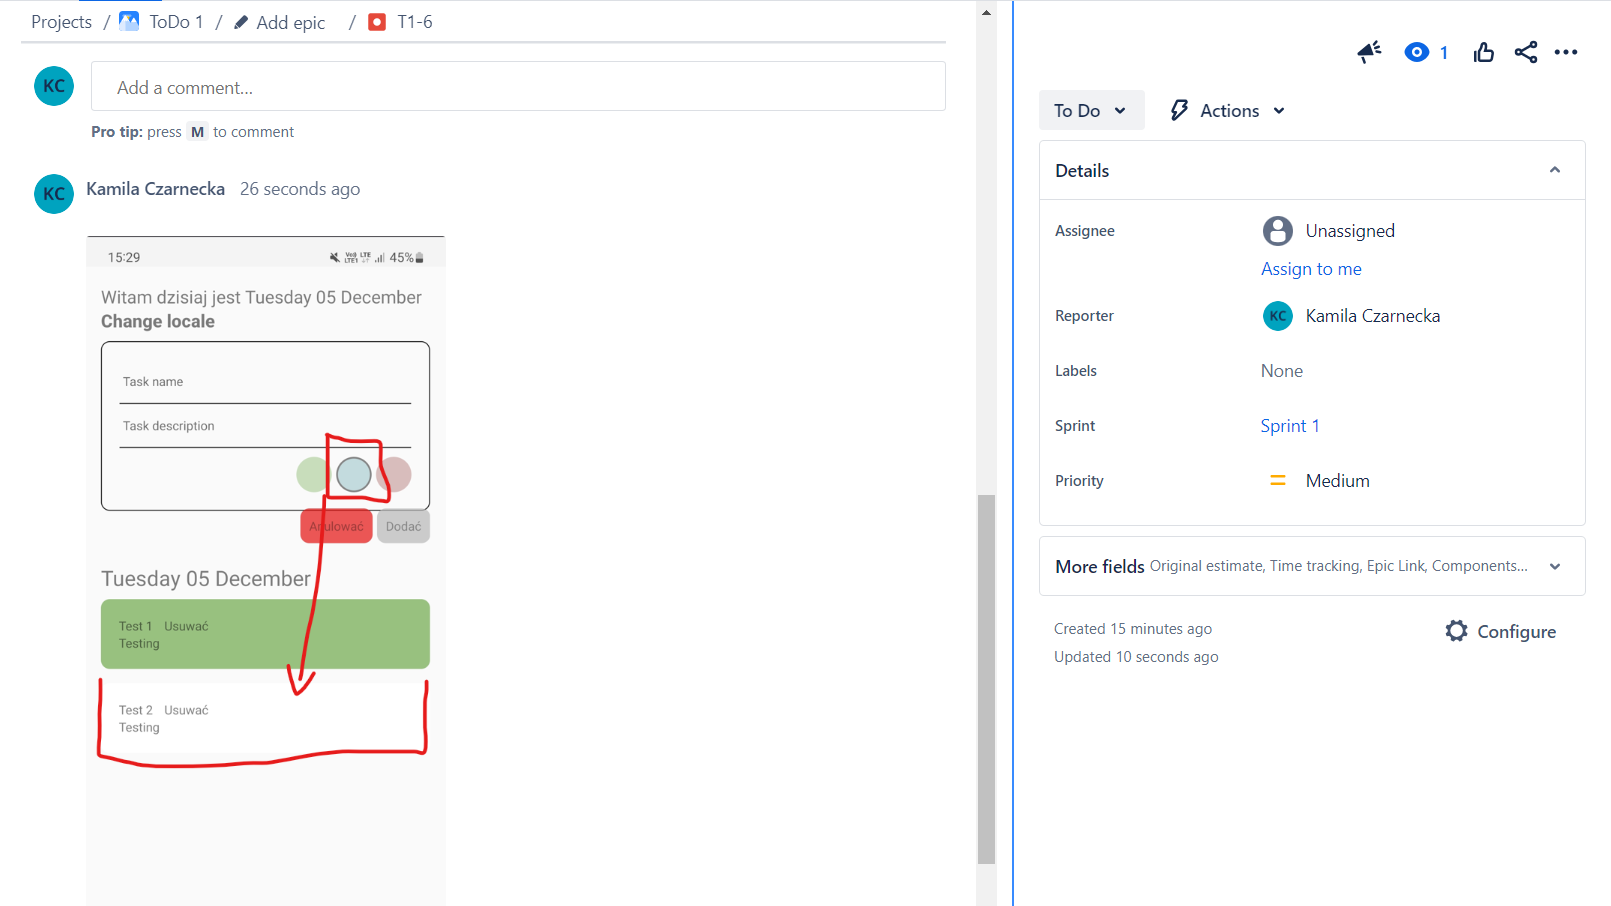 Projects / ToDo 1 / Add epic / T1-6
KC Add a comment...
Pro tip: press M to comment
KC Kamila Czarnecka 26 seconds ago
15:29 Vo)) LTE1 LTE 45%
Witam dzisiaj jest Tuesday 05 December
Change locale
Task name
Task description
Anulować Dodać
Tuesday 05 December
Test 1 Usuwać
Testing
Test 2 Usuwać
Testing
1
To Do Actions
Details
Assignee Unassigned
Assign to me
Reporter KC Kamila Czarnecka
Labels None
Sprint Sprint 1
Priority Medium
More fields Original estimate, Time tracking, Epic Link, Components...
Created 15 minutes ago
Configure
Updated 10 seconds ago